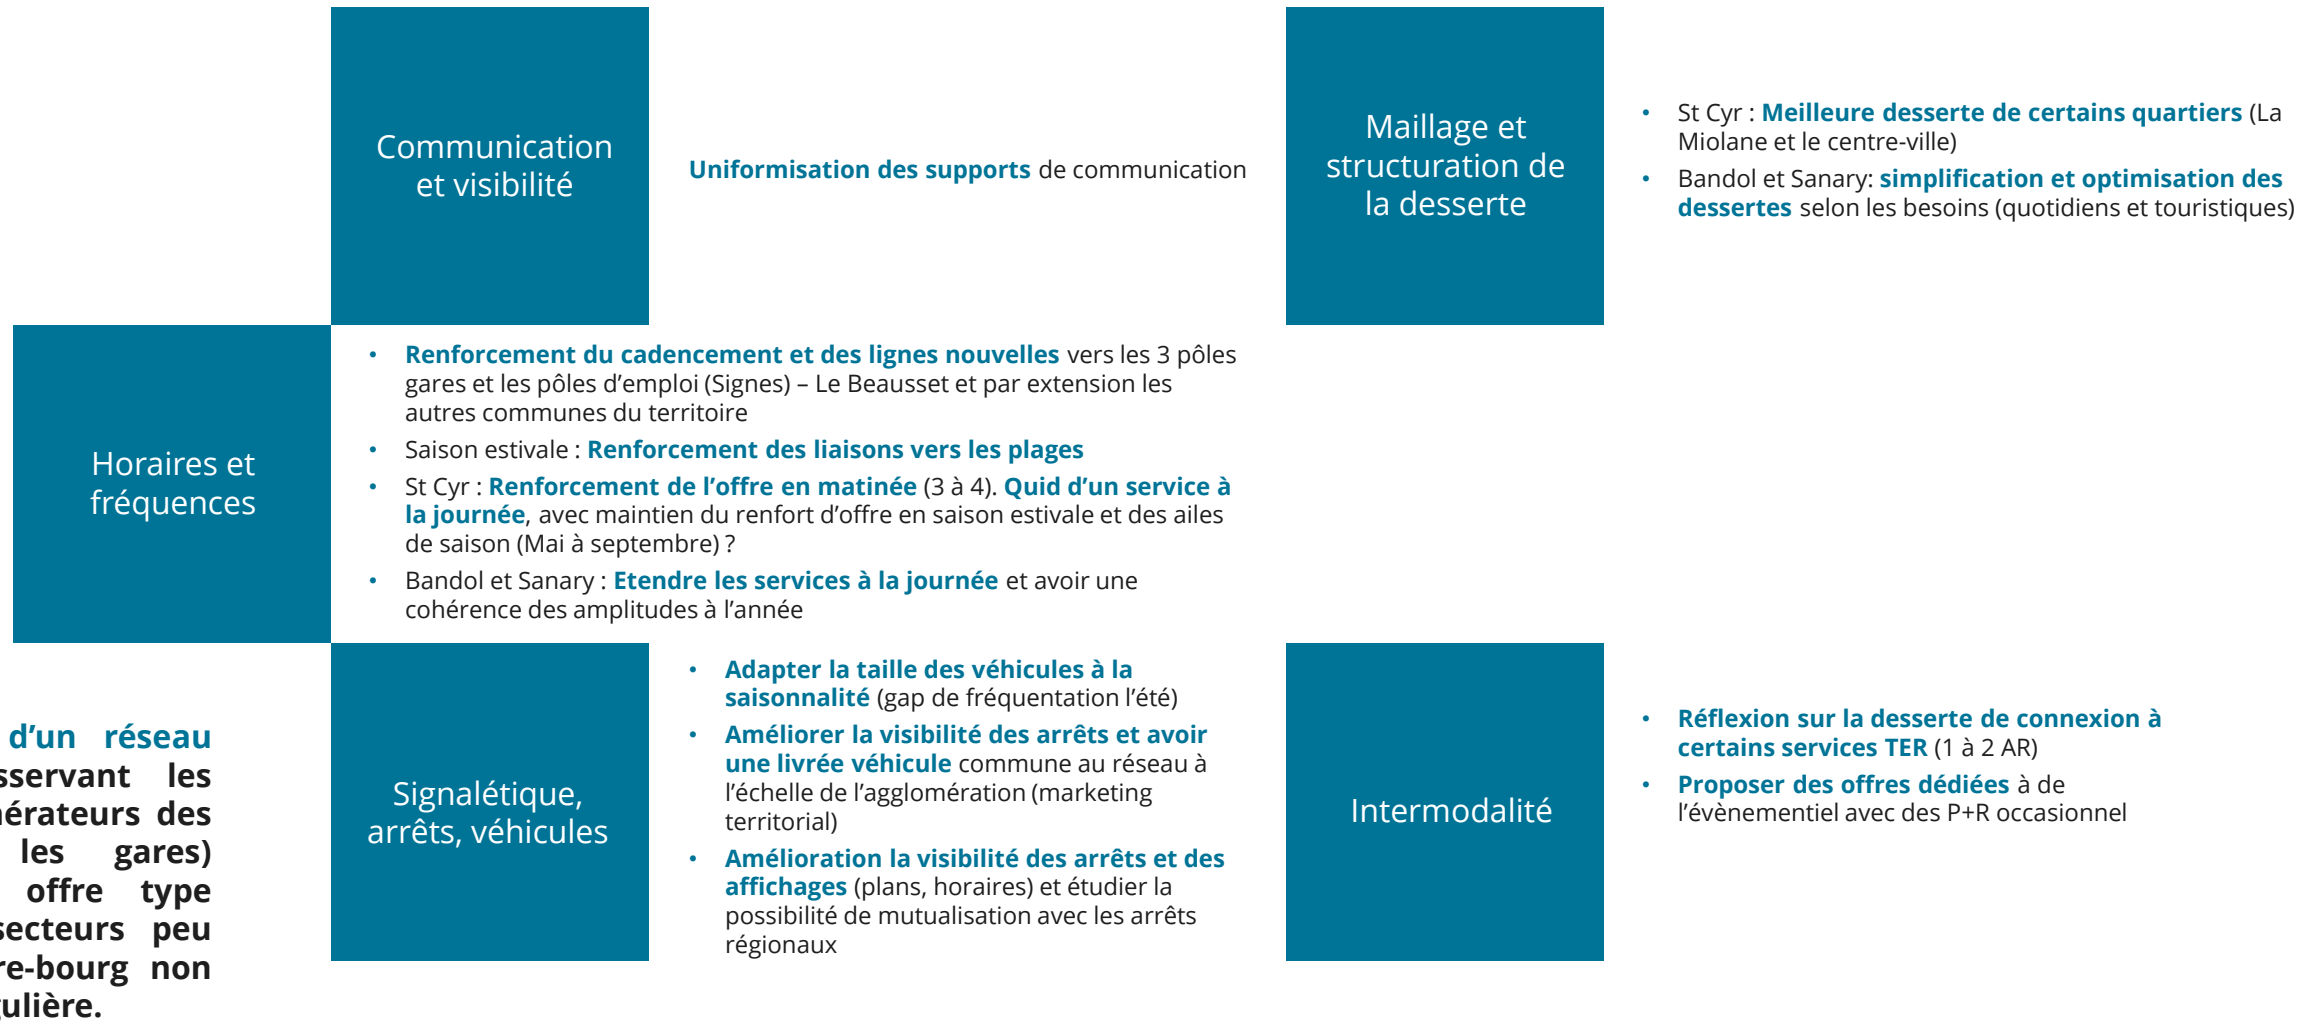 Communication
et visibilité
Uniformisation des supports de communication
Maillage et
structuration de
la desserte
• St Cyr : Meilleure desserte de certains quartiers (La
Miolane et le centre-ville)
• Bandol et Sanary: simplification et optimisation des
dessertes selon les besoins (quotidiens et touristiques)
Horaires et
fréquences
• Renforcement du cadencement et des lignes nouvelles vers les 3 pôles
gares et les pôles d’emploi (Signes) – Le Beausset et par extension les
autres communes du territoire
• Saison estivale : Renforcement des liaisons vers les plages
• St Cyr : Renforcement de l’offre en matinée (3 à 4). Quid d’un service à
la journée, avec maintien du renfort d’offre en saison estivale et des ailes
de saison (Mai à septembre) ?
• Bandol et Sanary : Etendre les services à la journée et avoir une
cohérence des amplitudes à l’année
d’un réseau
les
des
les gares)
offre type
secteurs peu
non
Signalétique,
arrêts, véhicules
• Adapter la taille des véhicules à la
saisonnalité (gap de fréquentation l’été)
• Améliorer la visibilité des arrêts et avoir
une livrée véhicule commune au réseau à
l’échelle de l’agglomération (marketing
territorial)
• Amélioration la visibilité des arrêts et des
affichages (plans, horaires) et étudier la
possibilité de mutualisation avec les arrêts
régionaux
Intermodalité
• Réflexion sur la desserte de connexion à
certains services TER (1 à 2 AR)
• Proposer des offres dédiées à de
l’évènementiel avec des P+R occasionnel